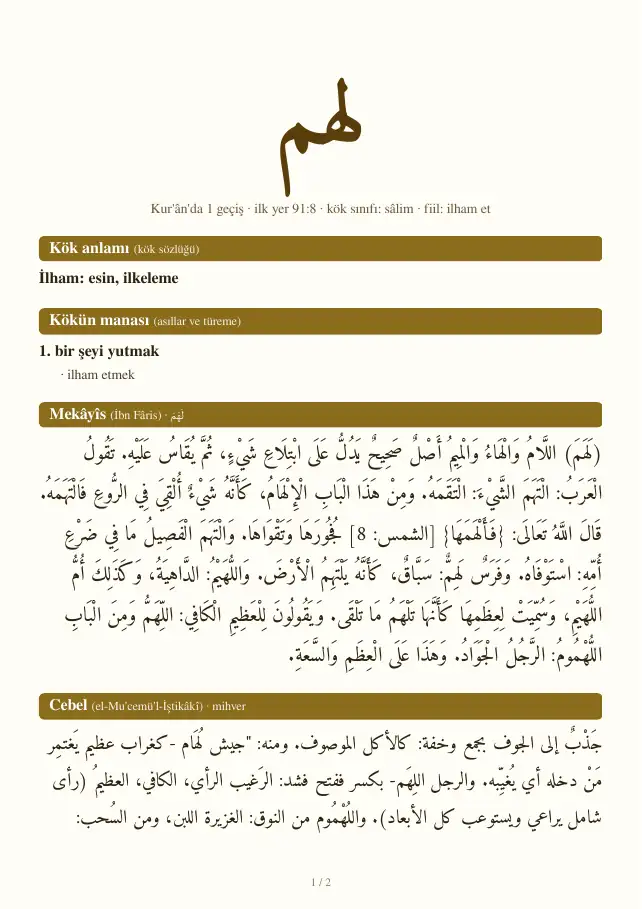 لهم
Kur'ân'da 1 geçiş · ilk yer 91:8 · kök sınıfı: sâlim · fiil: ilham et
Kök anlamı (kök sözlüğü)
İlham: esin, ilkeleme
Kökün manası (asıllar ve türeme)
1. bir şeyi yutmak
· ilham etmek
Mekâyîs (İbn Fâris) · لَهَمَ
(لَهَمَ) اللَّامُ وَالْهَاءُ وَالْمِيمُ أَصْلٌ صَحِيحٌ يَدُلُّ عَلَى ابْتِلَاعِ شَيْءٍ، ثُمَّ يُقَاسُ عَلَيْهِ. تَقُولُ
الْعَرَبُ: الْتَهَمَ الشَّيْءَ: الْتَقَمَهُ. وَمِنْ هَذَا الْبَابِ الْإِلْهَامُ، كَأَنَّهُ شَيْءٌ أُلْقِيَ فِي الرُّوعِ فَالْتَهَمَهُ.
قَالَ اللَّهُ تَعَالَى: {فَأَلْهَمَهَا} [الشمس: 8] فُجُورَهَا وَتَقْوَاهَا. وَالْتَهَمَ الْفَصِيلُ مَا فِي ضَرْعِ
أُمِّهِ: اسْتَوْفَاهُ. وَفَرَسٌ لَهِمٌّ: سَبَّاقٌ، كَأَنَّهُ يَلْتَهِمُ الْأَرْضَ. وَاللُّهَيْمُ: الدَّاهِيَةُ، وَكَذَلِكَ أُمُّ
اللُّهَيْمِ، وَسُمِّيَتْ لِعِظَمِهَا كَأَنَّهَا تَلْهَمُ مَا تَلْقَى. وَيَقُولُونَ لِلْعَظِيمِ الْكَافِي: اللِّهَمُّ وَمِنَ الْبَابِ
اللُّهْمُومُ: الرَّجُلُ الْجَوَادُ. وَهَذَا عَلَى الْعِظَمِ وَالسَّعَةِ.
Cebel (el-Mu'cemü'l-İştikâkî) · mihver
جَذْبٌ إلى الجوف بجمع وخفة: كالأكل الموصوف. ومنه: "جيش لُهَام -كغراب عظيم يَغتمِر
مَنْ دخله أي يُغيِّبه. والرجل اللِهَم- بكسر ففتح فشد: الرَغيب الرأي، الكافي، العظيمُ (رأى
شامل يراعي ويستوعب كل الأبعاد). واللُهْمُوم من النوق: الغزيرة اللبن، ومن السُحب:
1 / 2